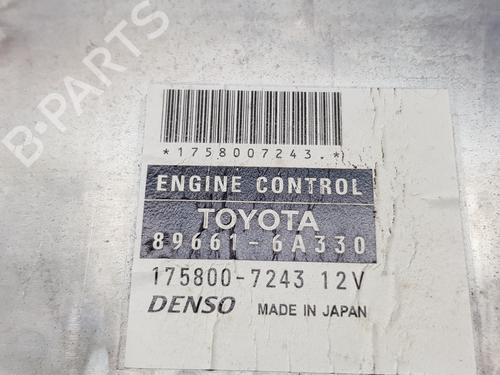 B-PARTS
*1758007243.*
ENGINE CONTROL
TOYOTA
89661-6A330
175800-7243 12V
DENSO MADE IN JAPAN